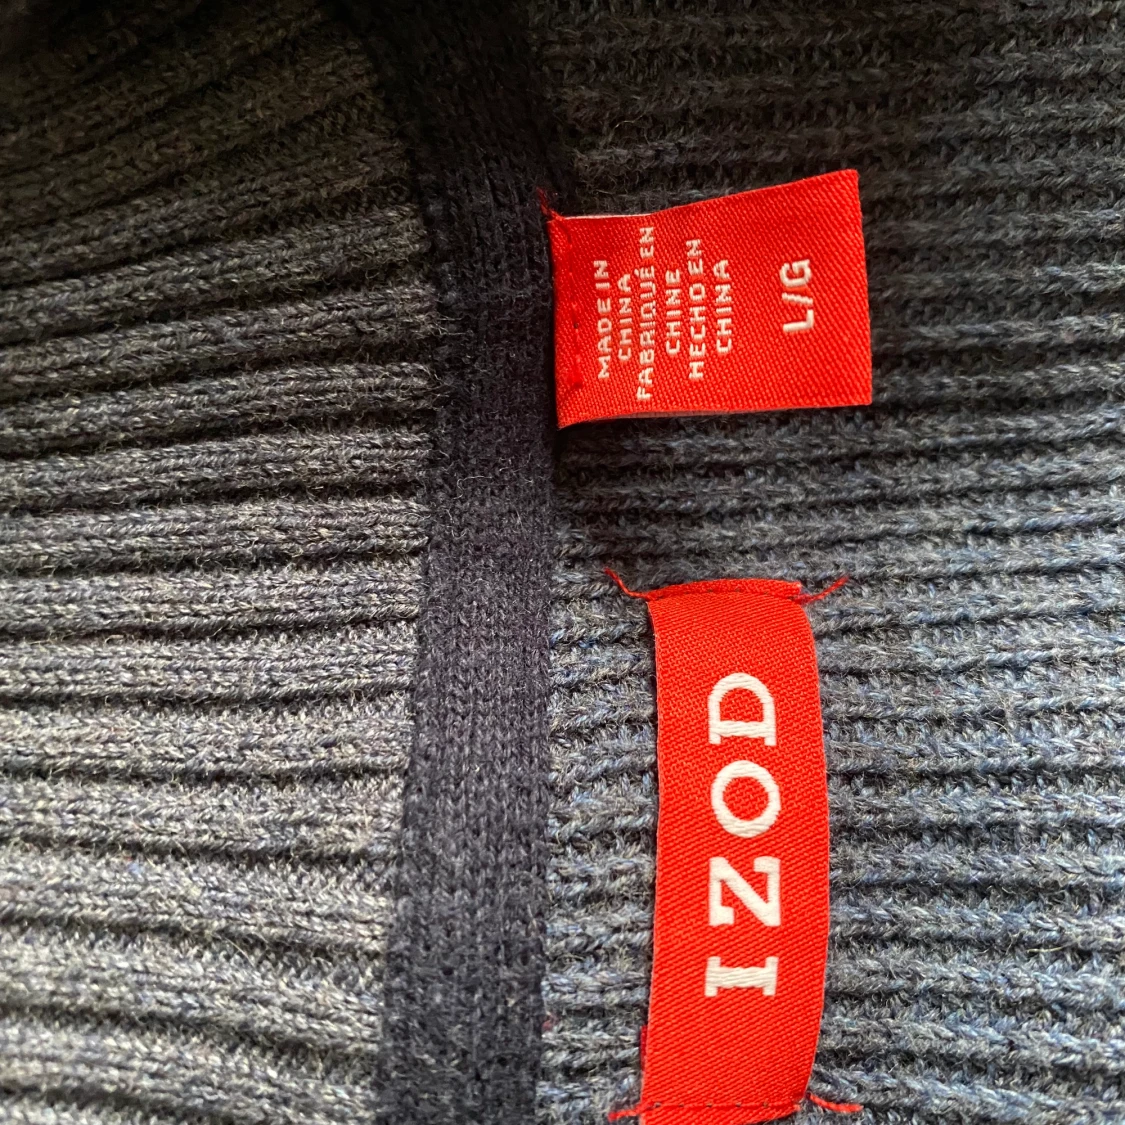 MADE IN
CHINA
FABRIQUÉ EN
CHINE
HECHO EN
CHINA
L/G
IZOD